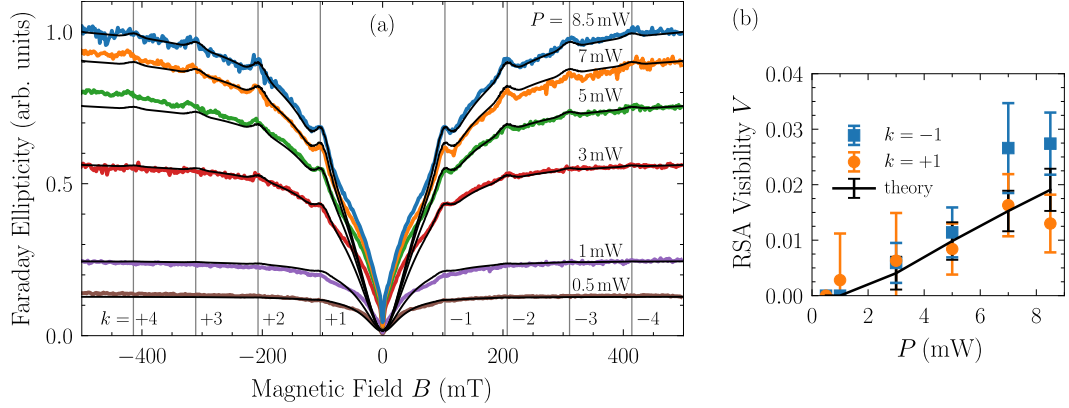 (a)
P = 8.5 mW
7 mW
5 mW
3 mW
1 mW
0.5 mW
k = +4 +3 +2 +1 −1 −2 −3 −4
1.0
0.5
0.0
−400 −200 0 200 400
Magnetic Field B (mT)
Faraday Ellipticity (arb. units)
(b)
k = −1
k = +1
theory
0.04
0.03
0.02
0.01
0.00
0 2 4 6 8
P (mW)
RSA Visibility V